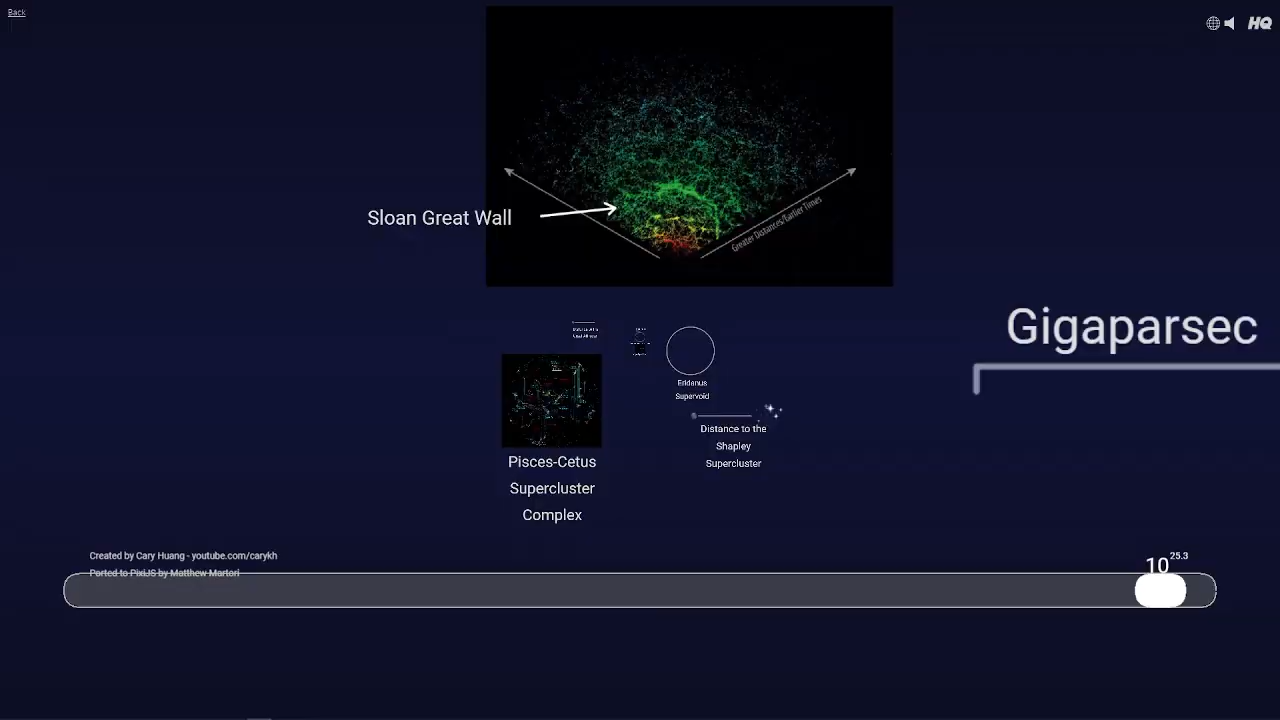 Back
HQ
Sloan Great Wall
Greater Distances/Earlier Times
Gigaparsec
Eridanus
Supervoid
Distance to the
Shapley
Supercluster
Pisces-Cetus
Supercluster
Complex
Created by Cary Huang - youtube.com/carykh
Ported to PixiJS by Matthew Martori
10^25.3